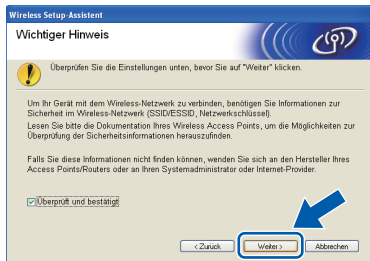 Wireless Setup-Assistent
Wichtiger Hinweis
Überprüfen Sie die Einstellungen unten, bevor Sie auf "Weiter" klicken.
Um Ihr Gerät mit dem Wireless-Netzwerk zu verbinden, benötigen Sie Informationen zur
Sicherheit im Wireless-Netzwerk (SSID/ESSID, Netzwerkschlüssel).
Lesen Sie bitte die Dokumentation Ihres Wireless Access Points, um die Möglichkeiten zur
Überprüfung der Sicherheitsinformationen herauszufinden.
Falls Sie diese Informationen nicht finden können, wenden Sie sich an den Hersteller Ihres
Access Points/Routers oder an Ihren Systemadministrator oder Internet-Provider.
Überprüft und bestätigt
< Zurück Weiter > Abbrechen